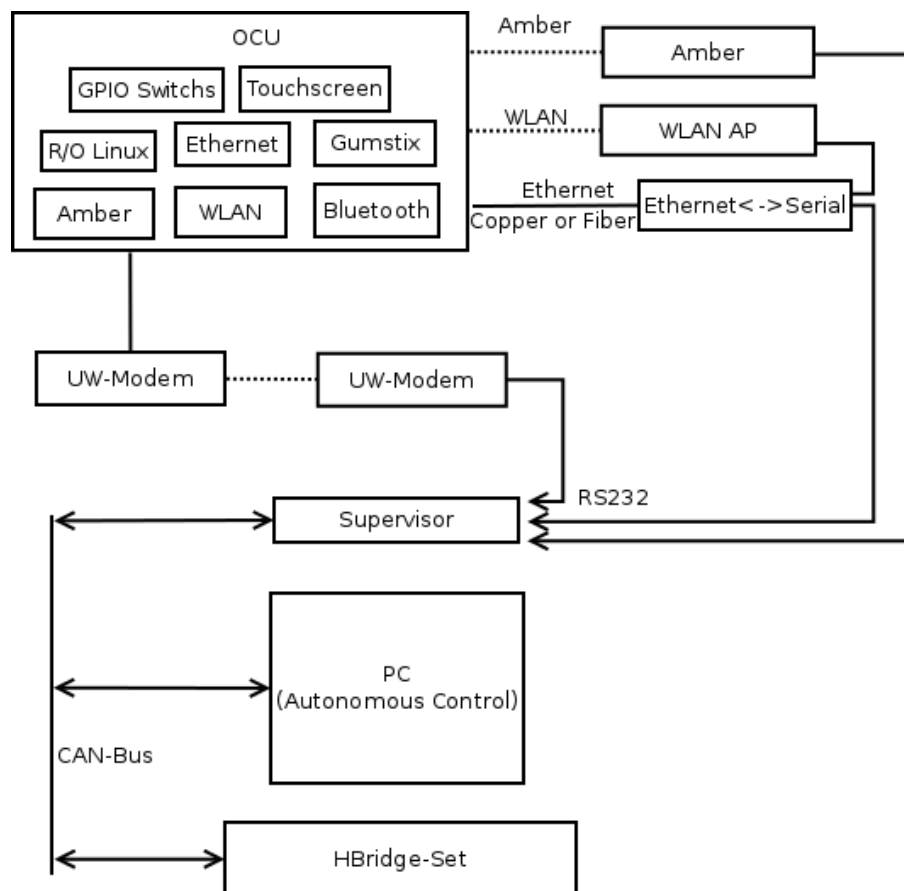 OCU
Amber
Amber
GPIO Switchs
Touchscreen
WLAN
WLAN AP
R/O Linux
Ethernet
Gumstix
Ethernet
Copper or Fiber
Ethernet<->Serial
Amber
WLAN
Bluetooth
UW-Modem
UW-Modem
RS232
Supervisor
PC
(Autonomous Control)
CAN-Bus
HBridge-Set